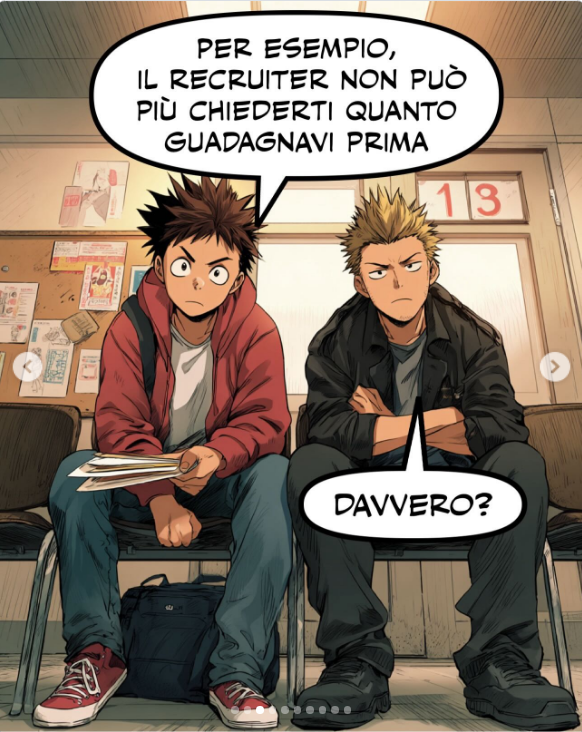 PER ESEMPIO,
IL RECRUITER NON PUÒ
PIÙ CHIEDERTI QUANTO
GUADAGNAVI PRIMA
13
DAVVERO?